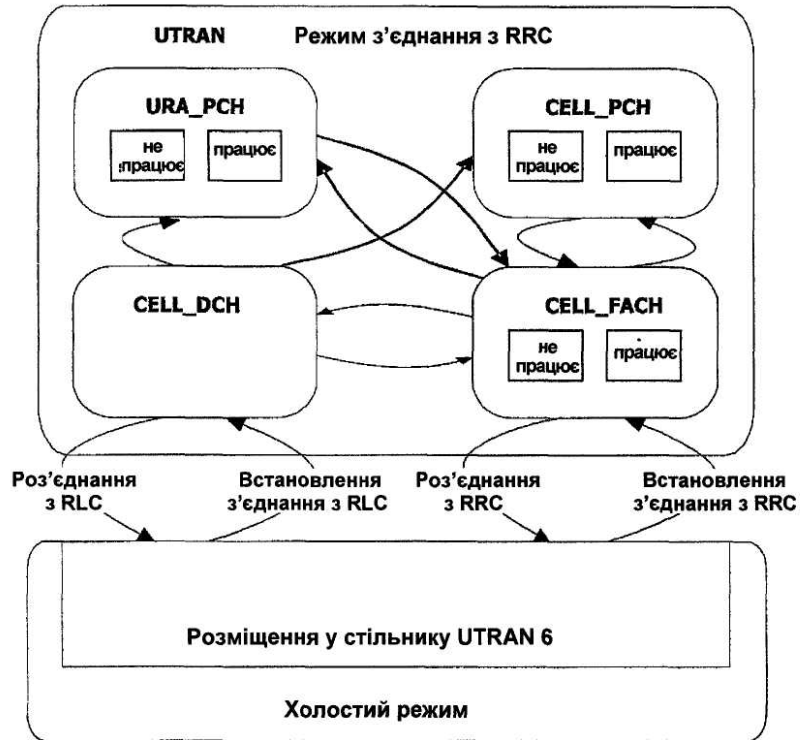 UTRAN Режим з’єднання з RRC
URA_PCH
не
працює
працює
CELL_PCH
не
працює
працює
CELL_DCH
CELL_FACH
не
працює
працює
Роз’єднання
з RLC
Встановлення
з’єднання з RLC
Роз’єднання
з RRC
Встановлення
з’єднання з RRC
Розміщення у стільнику UTRAN 6
Холостий режим